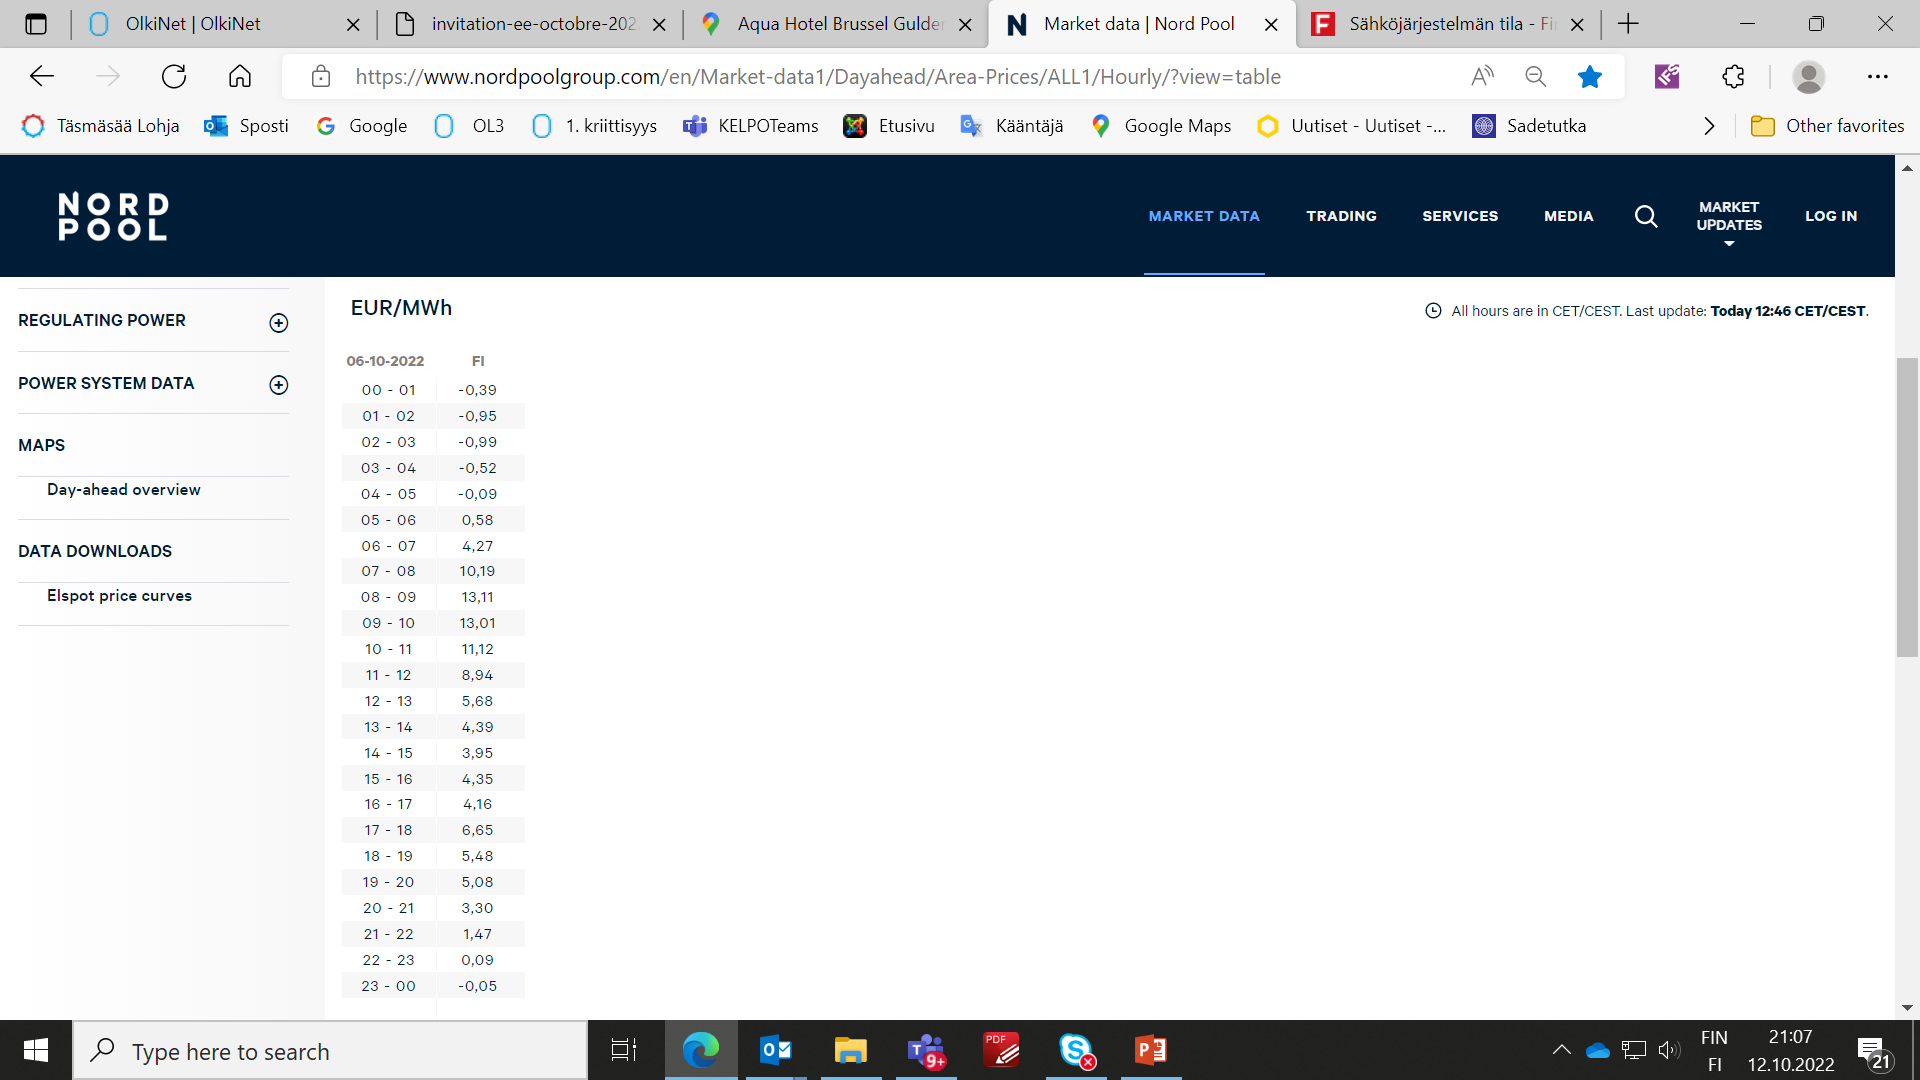 OlkiNet | OlkiNet
invitation-ee-octobre-202
Aqua Hotel Brussel Gulde
Market data | Nord Pool
Sähköjärjestelmän tila - Fi
https://www.nordpoolgroup.com/en/Market-data1/Dayahead/Area-Prices/ALL1/Hourly/?view=table
Täsmäsää Lohja
Sposti
Google
OL3
1. kriittisyys
KELPOTeams
Etusivu
Kääntäjä
Google Maps
Uutiset - Uutiset -...
Sadetutka
Other favorites
NORD
POOL
MARKET DATA
TRADING
SERVICES
MEDIA
MARKET
UPDATES
LOG IN
REGULATING POWER
POWER SYSTEM DATA
MAPS
Day-ahead overview
DATA DOWNLOADS
Elspot price curves
EUR/MWh
All hours are in CET/CEST. Last update: Today 12:46 CET/CEST.
06-10-2022 FI
00 - 01 -0,39
01 - 02 -0,95
02 - 03 -0,99
03 - 04 -0,52
04 - 05 -0,09
05 - 06 0,58
06 - 07 4,27
07 - 08 10,19
08 - 09 13,11
09 - 10 13,01
10 - 11 11,12
11 - 12 8,94
12 - 13 5,68
13 - 14 4,39
14 - 15 3,95
15 - 16 4,35
16 - 17 4,16
17 - 18 6,65
18 - 19 5,48
19 - 20 5,08
20 - 21 3,30
21 - 22 1,47
22 - 23 0,09
23 - 00 -0,05
Type here to search
9+
PDF
FIN
FI
21:07
12.10.2022
21